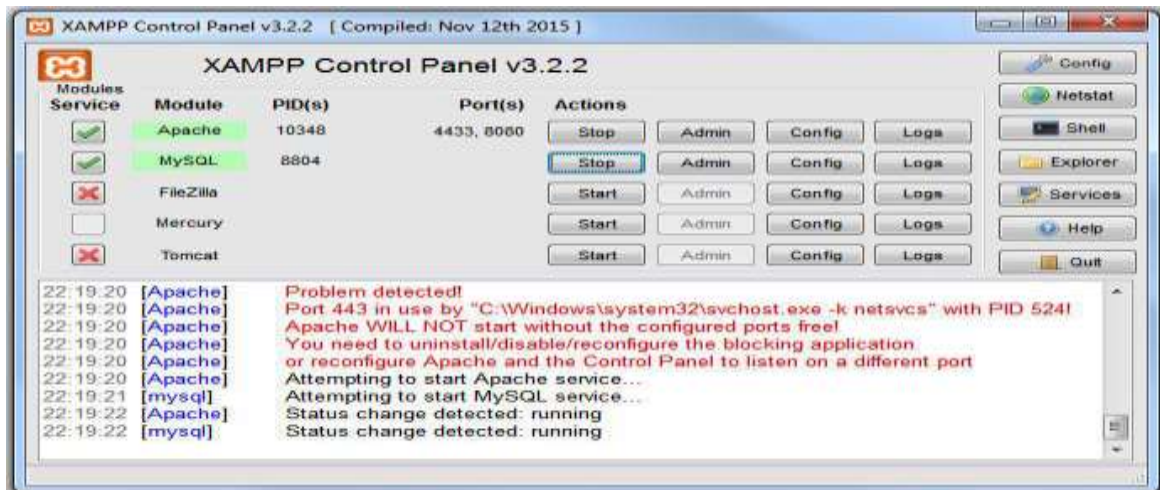 XAMPP Control Panel v3.2.2 [ Compiled: Nov 12th 2015 ]
XAMPP Control Panel v3.2.2
Config
Modules
Service Module PID(s) Port(s) Actions
Netstat
Apache 10348 4433, 8080 Stop Admin Config Logs
Shell
MySQL 8804 Stop Admin Config Logs
Explorer
FileZilla Start Admin Config Logs
Services
Mercury Start Admin Config Logs
Help
Tomcat Start Admin Config Logs
Quit
22:19:20 [Apache] Problem detected!
22:19:20 [Apache] Port 443 in use by "C:\Windows\system32\svchost.exe -k netsvcs" with PID 524!
22:19:20 [Apache] Apache WILL NOT start without the configured ports free!
22:19:20 [Apache] You need to uninstall/disable/reconfigure the blocking application
22:19:20 [Apache] or reconfigure Apache and the Control Panel to listen on a different port
22:19:20 [Apache] Attempting to start Apache service...
22:19:21 [mysql] Attempting to start MySQL service...
22:19:22 [Apache] Status change detected: running
22:19:22 [mysql] Status change detected: running